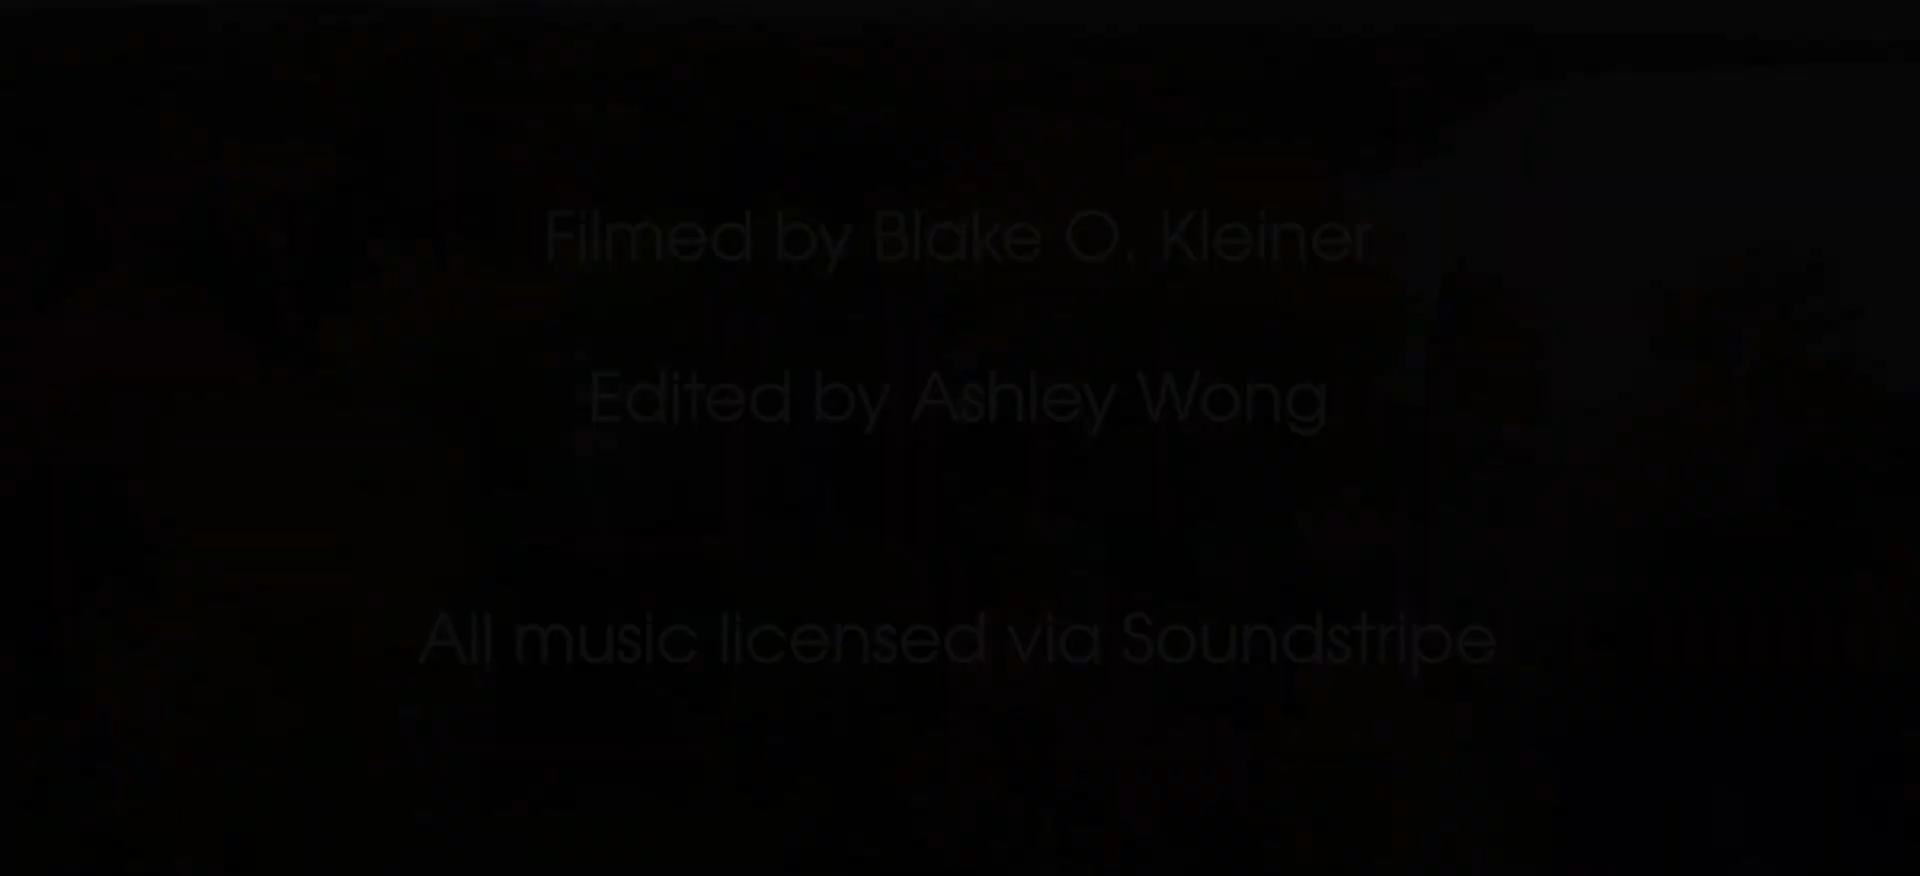 Filmed by Blake O. Kleiner
Edited by Ashley Wong
All music licensed via Soundstripe